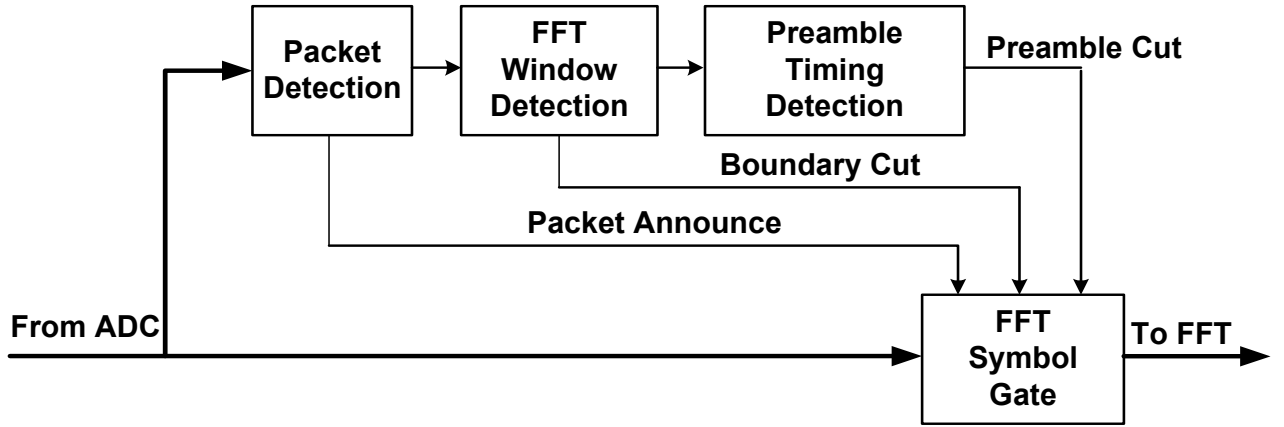 Packet
Detection
FFT
Window
Detection
Preamble
Timing
Detection
Preamble Cut
Boundary Cut
Packet Announce
From ADC
FFT
Symbol
Gate
To FFT